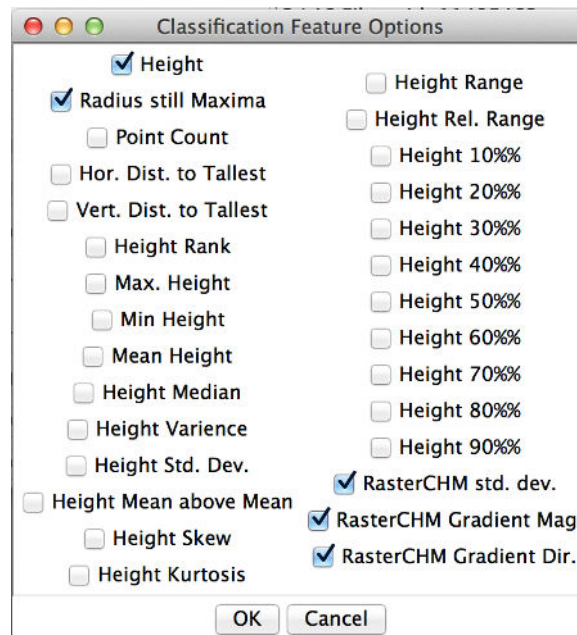 Classification Feature Options
Height
Radius still Maxima
Point Count
Hor. Dist. to Tallest
Vert. Dist. to Tallest
Height Rank
Max. Height
Min Height
Mean Height
Height Median
Height Varience
Height Std. Dev.
Height Mean above Mean
Height Skew
Height Kurtosis
Height Range
Height Rel. Range
Height 10%%
Height 20%%
Height 30%%
Height 40%%
Height 50%%
Height 60%%
Height 70%%
Height 80%%
Height 90%%
RasterCHM std. dev.
RasterCHM Gradient Mag
RasterCHM Gradient Dir.
OK
Cancel